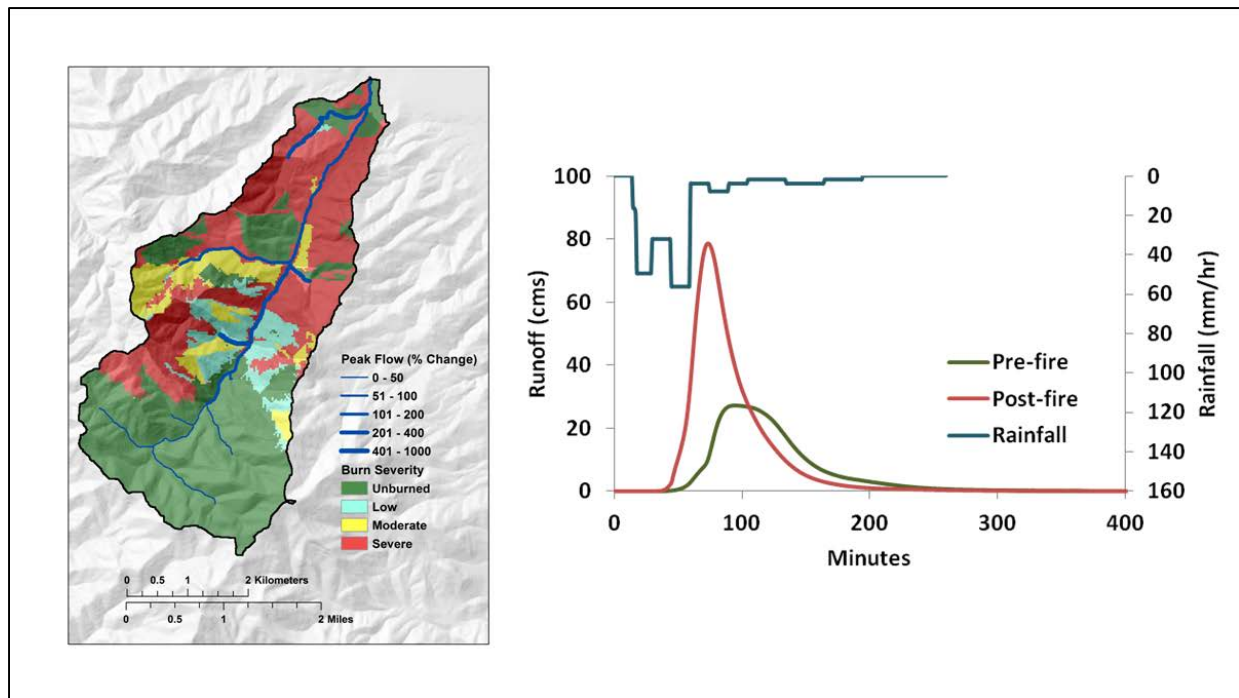 Peak Flow (% Change)
0 - 50
51 - 100
101 - 200
201 - 400
401 - 1000
Burn Severity
Unburned
Low
Moderate
Severe
0 0.5 1 2 Kilometers
0 0.5 1 2 Miles
Runoff (cms)
100
80
60
40
20
0
0 100 200 300 400
Minutes
Pre-fire
Post-fire
Rainfall
0
20
40
60
80
100
120
140
160
Rainfall (mm/hr)